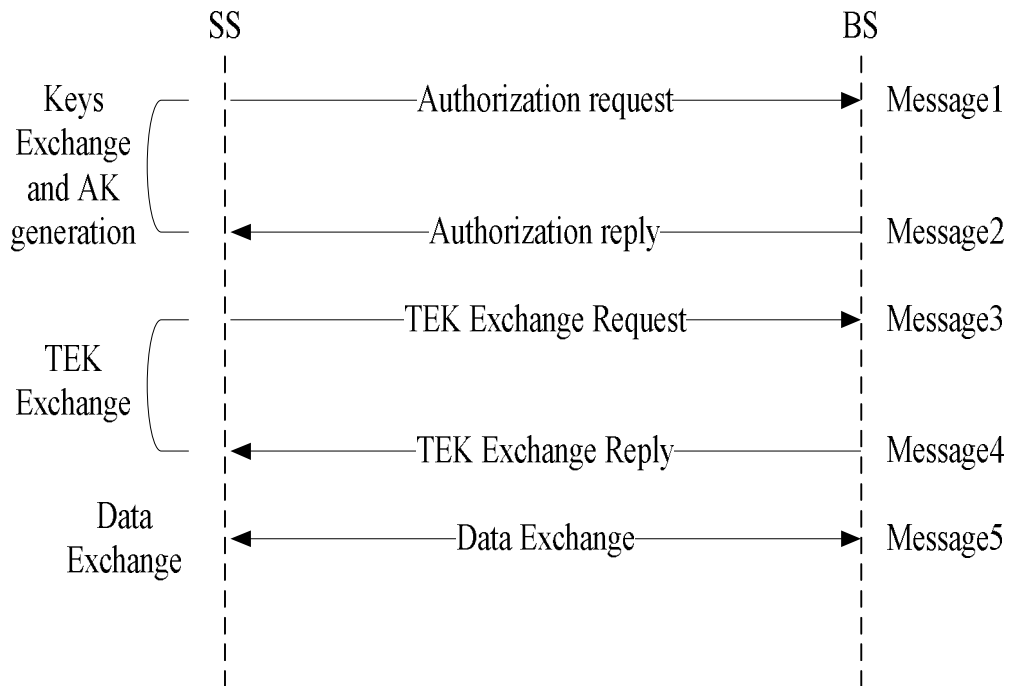 SS
BS
Keys
Exchange
and AK
generation
Authorization request
Message1
Authorization reply
Message2
TEK
Exchange
TEK Exchange Request
Message3
TEK Exchange Reply
Message4
Data
Exchange
Data Exchange
Message5